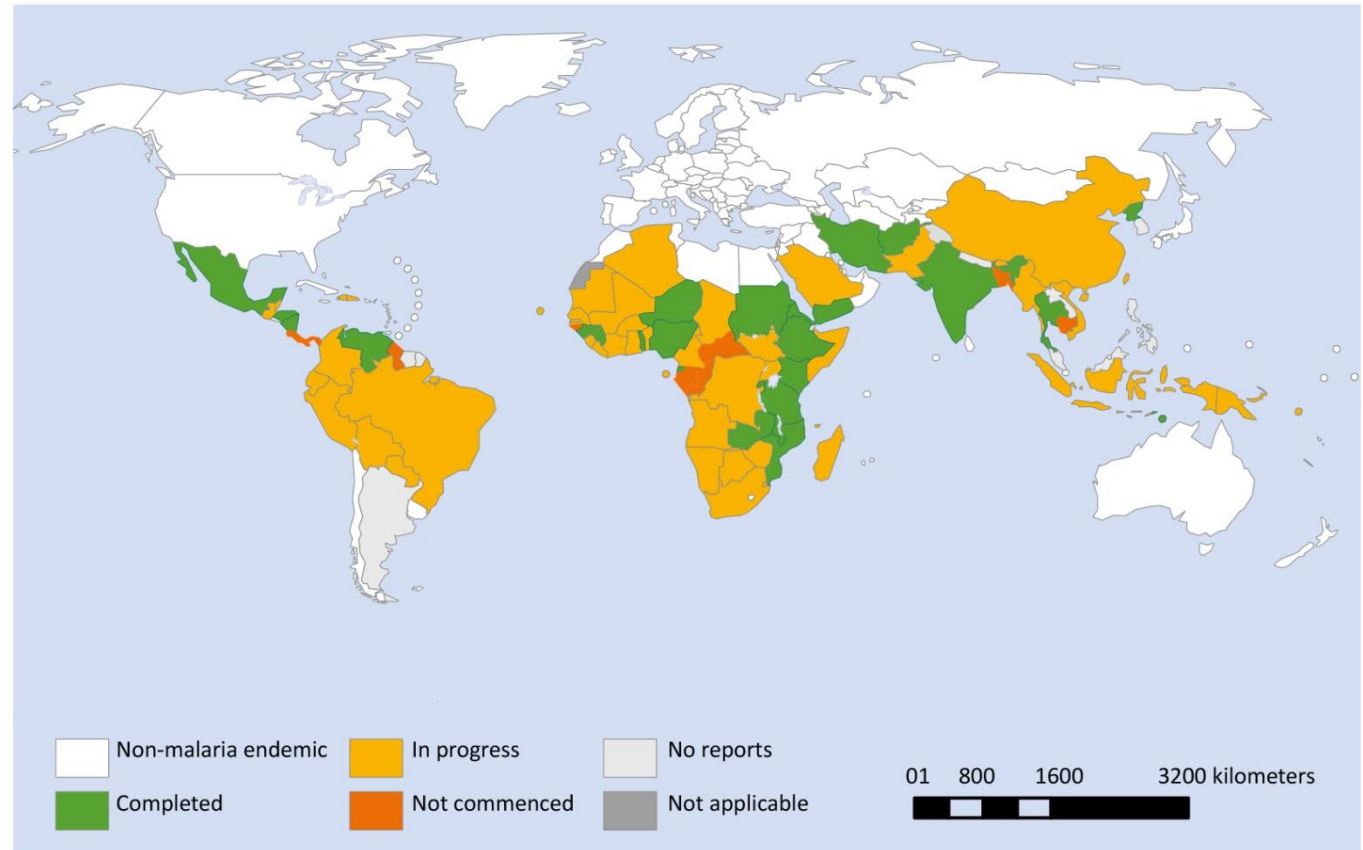 Non-malaria endemic
In progress
No reports
Completed
Not commenced
Not applicable
01 800 1600 3200 kilometers